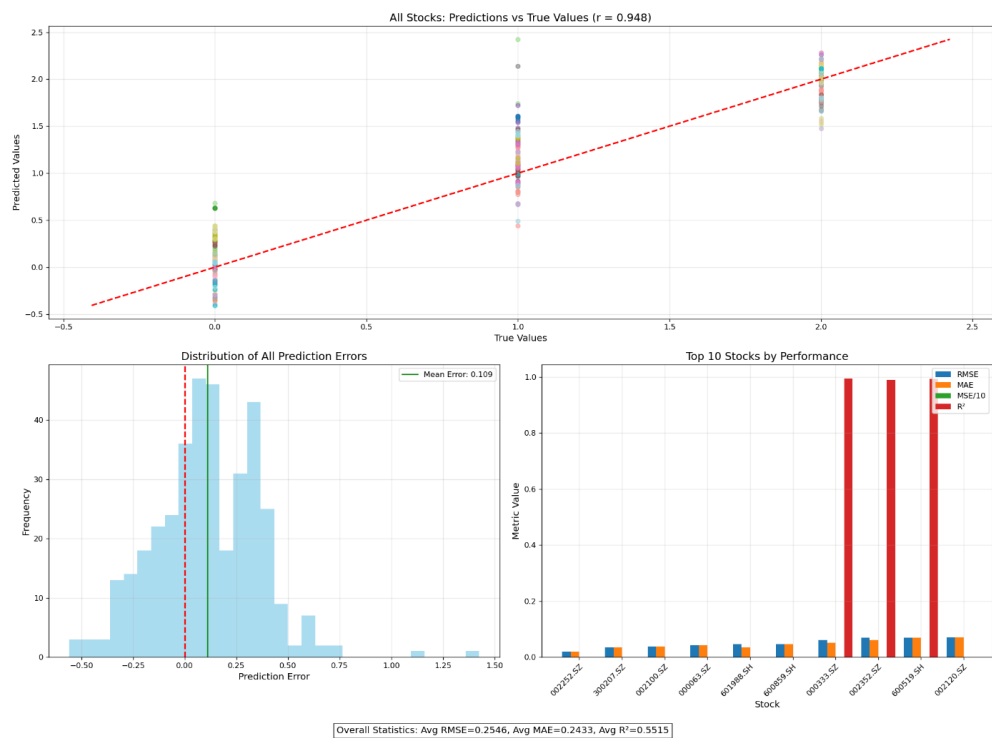 All Stocks: Predictions vs True Values (r = 0.948)
2.5
2.0
1.5
1.0
0.5
0.0
−0.5
Predicted Values
−0.5
0.0
0.5
1.0
1.5
2.0
2.5
True Values
Distribution of All Prediction Errors
Mean Error: 0.109
40
30
20
10
0
Frequency
−0.50
−0.25
0.00
0.25
0.50
0.75
1.00
1.25
1.50
Prediction Error
Top 10 Stocks by Performance
RMSE
MAE
MSE/10
R²
1.0
0.8
0.6
0.4
0.2
0.0
Metric Value
002252.SZ
300207.SZ
002100.SZ
000063.SZ
601988.SH
600859.SH
000333.SZ
002352.SZ
600519.SH
002120.SZ
Stock
Overall Statistics: Avg RMSE=0.2546, Avg MAE=0.2433, Avg R²=0.5515